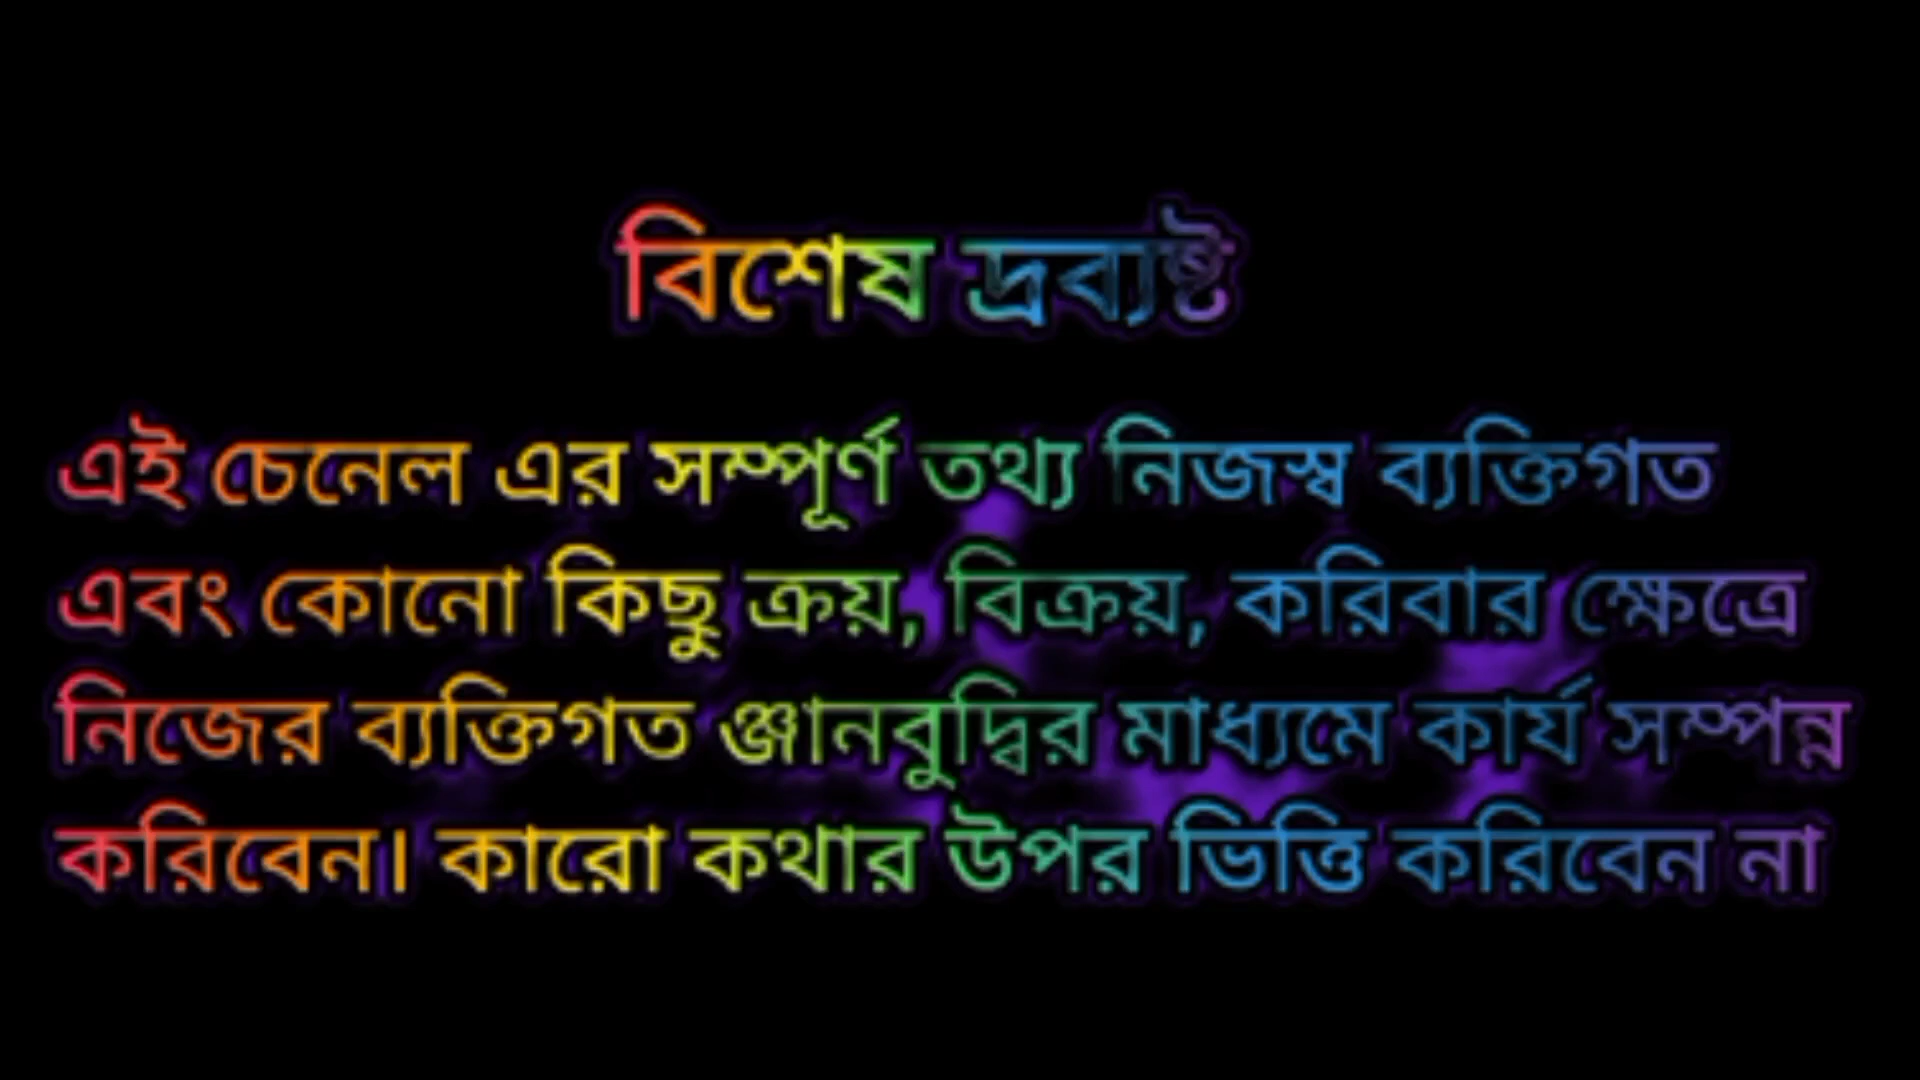 বিশেষ দ্রব্যষ্ট
এই চেনেল এর সম্পূর্ণ তথ্য নিজস্ব ব্যক্তিগত
এবং কোনো কিছু ক্রয়, বিক্রয়, করিবার ক্ষেত্রে
নিজের ব্যক্তিগত ঞ্জানবুদ্বির মাধ্যমে কার্য সম্পন্ন
করিবেন। কারো কথার উপর ভিত্তি করিবেন না